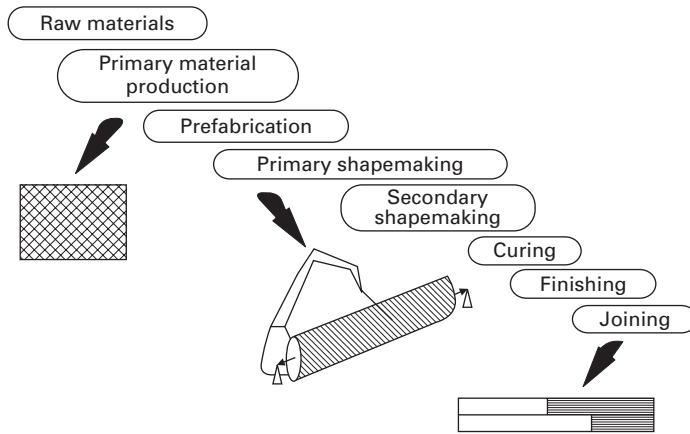 Raw materials
Primary material
production
Prefabrication
Primary shapemaking
Secondary
shapemaking
Curing
Finishing
Joining